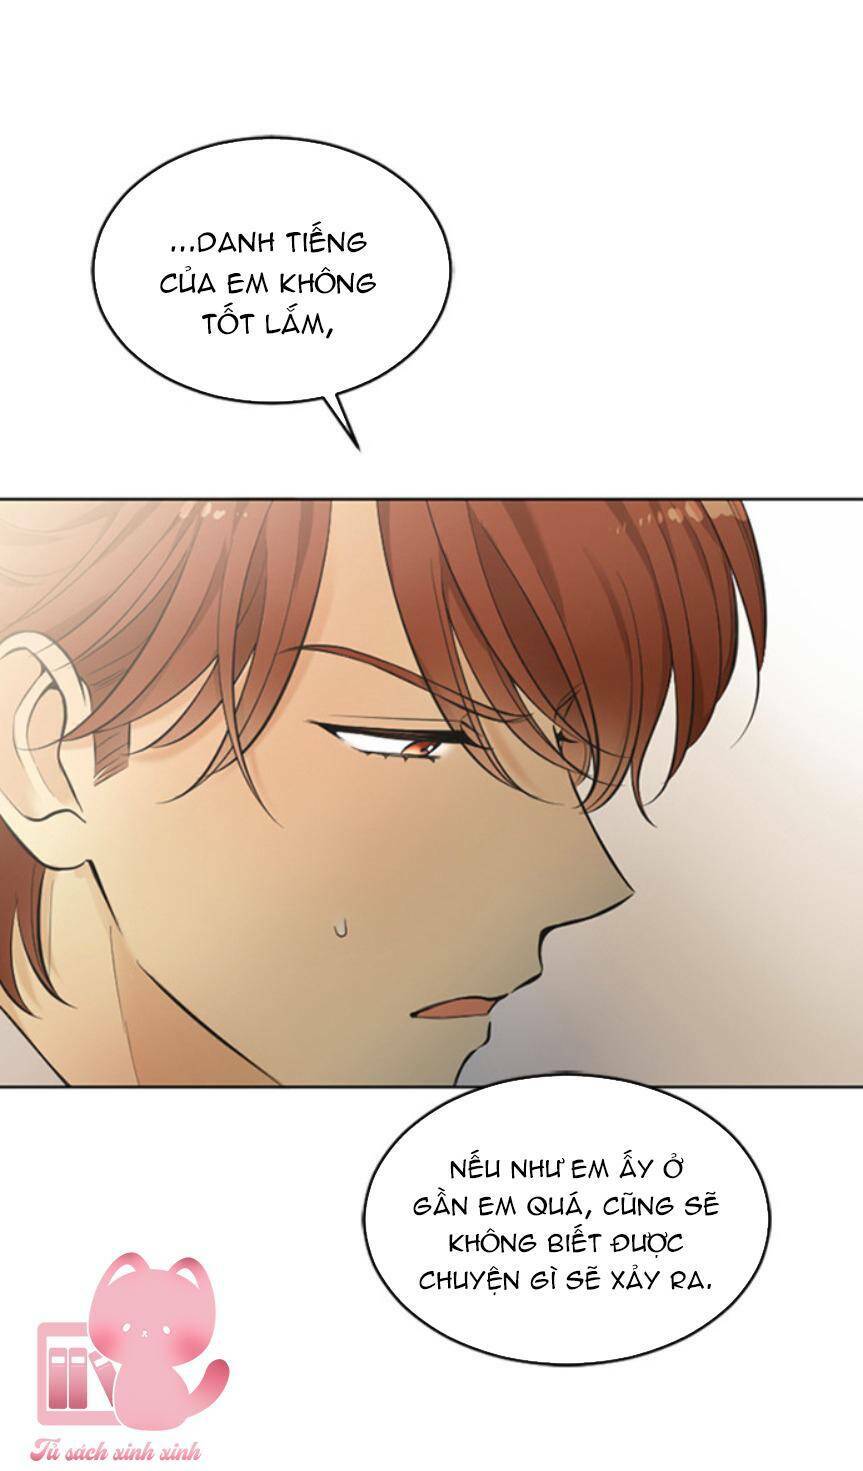 ...DANH TIẾNG
CỦA EM KHÔNG
TỐT LẮM,
NẾU NHƯ EM ẤY Ở
GẦN EM QUÁ, CŨNG SẼ
KHÔNG BIẾT ĐƯỢC
CHUYỆN GÌ SẼ XẢY RA.
Tủ sách xinh xinh